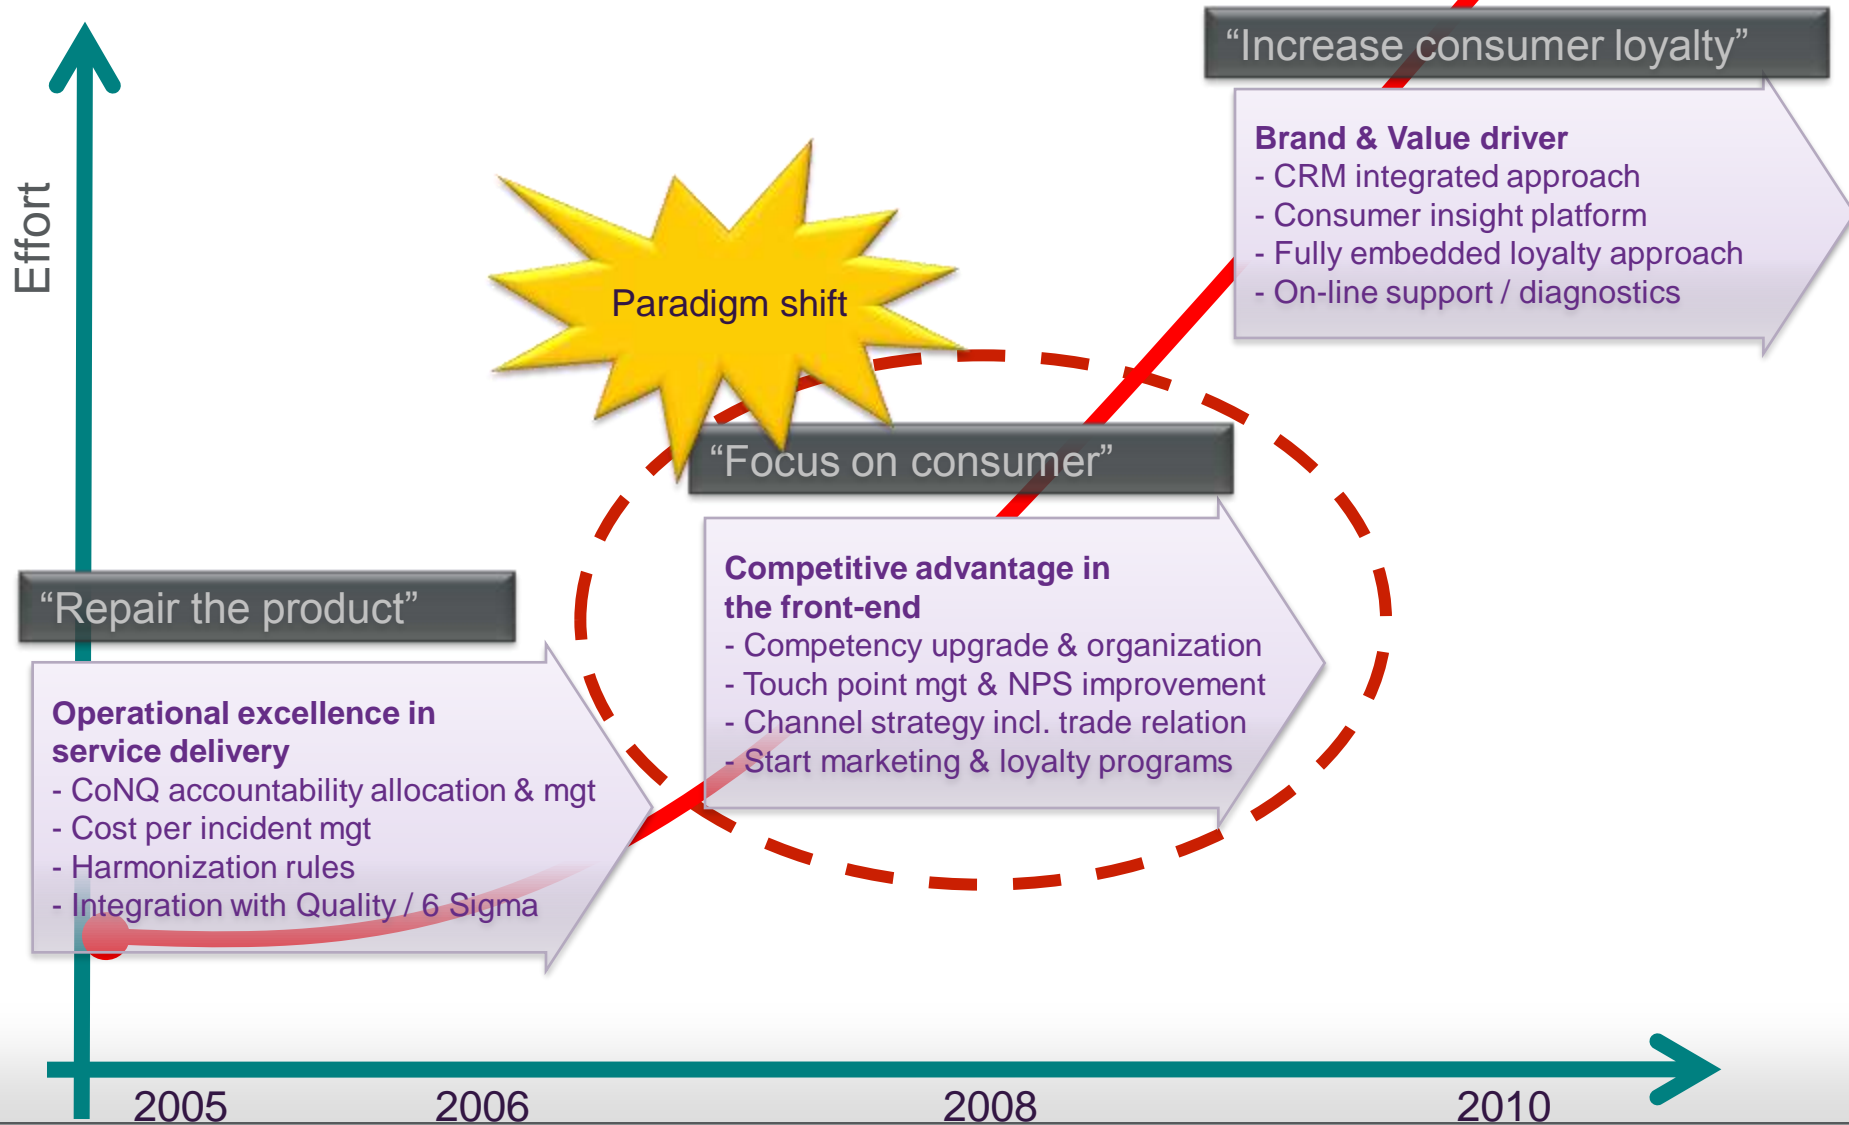 “Increase consumer loyalty”
Brand & Value driver
- CRM integrated approach
- Consumer insight platform
- Fully embedded loyalty approach
- On-line support / diagnostics
Effort
Paradigm shift
“Focus on consumer”
Competitive advantage in
the front-end
- Competency upgrade & organization
- Touch point mgt & NPS improvement
- Channel strategy incl. trade relation
- Start marketing & loyalty programs
“Repair the product”
Operational excellence in
service delivery
- CoNQ accountability allocation & mgt
- Cost per incident mgt
- Harmonization rules
- Integration with Quality / 6 Sigma
2005 2006 2008 2010